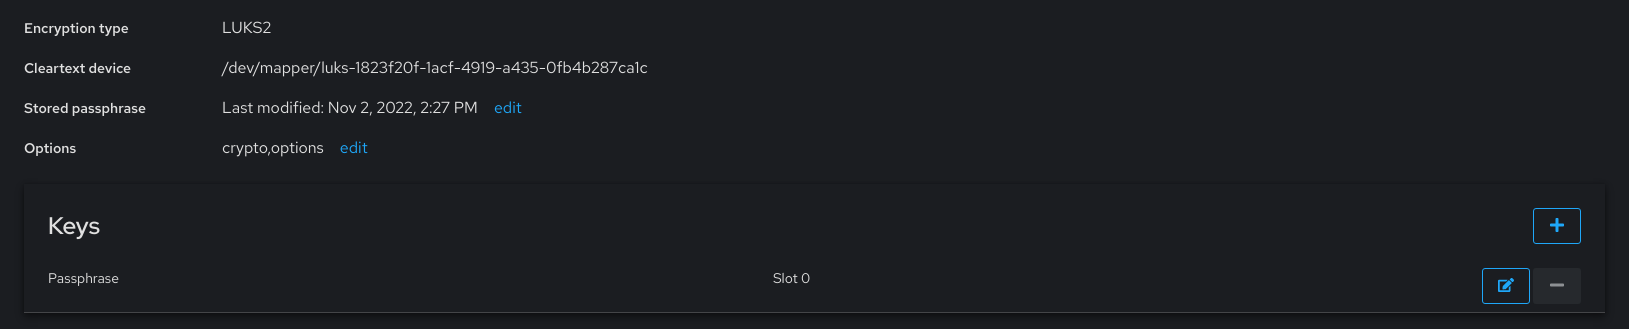 Encryption type LUKS2
Cleartext device /dev/mapper/luks-1823f20f-1acf-4919-a435-0fb4b287ca1c
Stored passphrase Last modified: Nov 2, 2022, 2:27 PM edit
Options crypto,options edit
Keys
Passphrase Slot 0